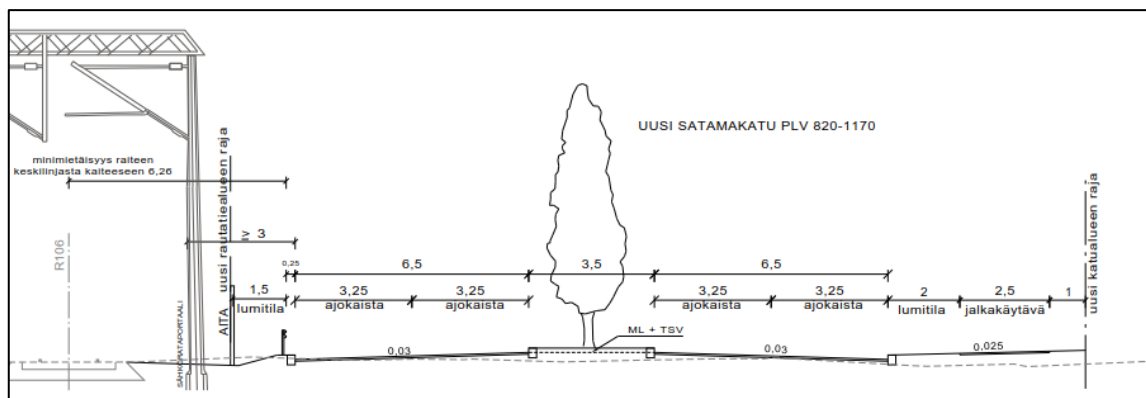 UUSI SATAMAKATU PLV 820-1170
minimietäisyys raiteen
keskilinjasta kaiteeseen 6,26
uusi rautatiealueen raja
AITA
uusi katualueen raja
R106
SÄHKÖRATAPORTAALI
≥ 3
0,25
6,5
3,5
6,5
1,5
lumitila
3,25
ajokaista
3,25
ajokaista
3,25
ajokaista
3,25
ajokaista
2
lumitila
2,5
jalkakäytävä
1
ML + TSV
0,03
0,03
0,025